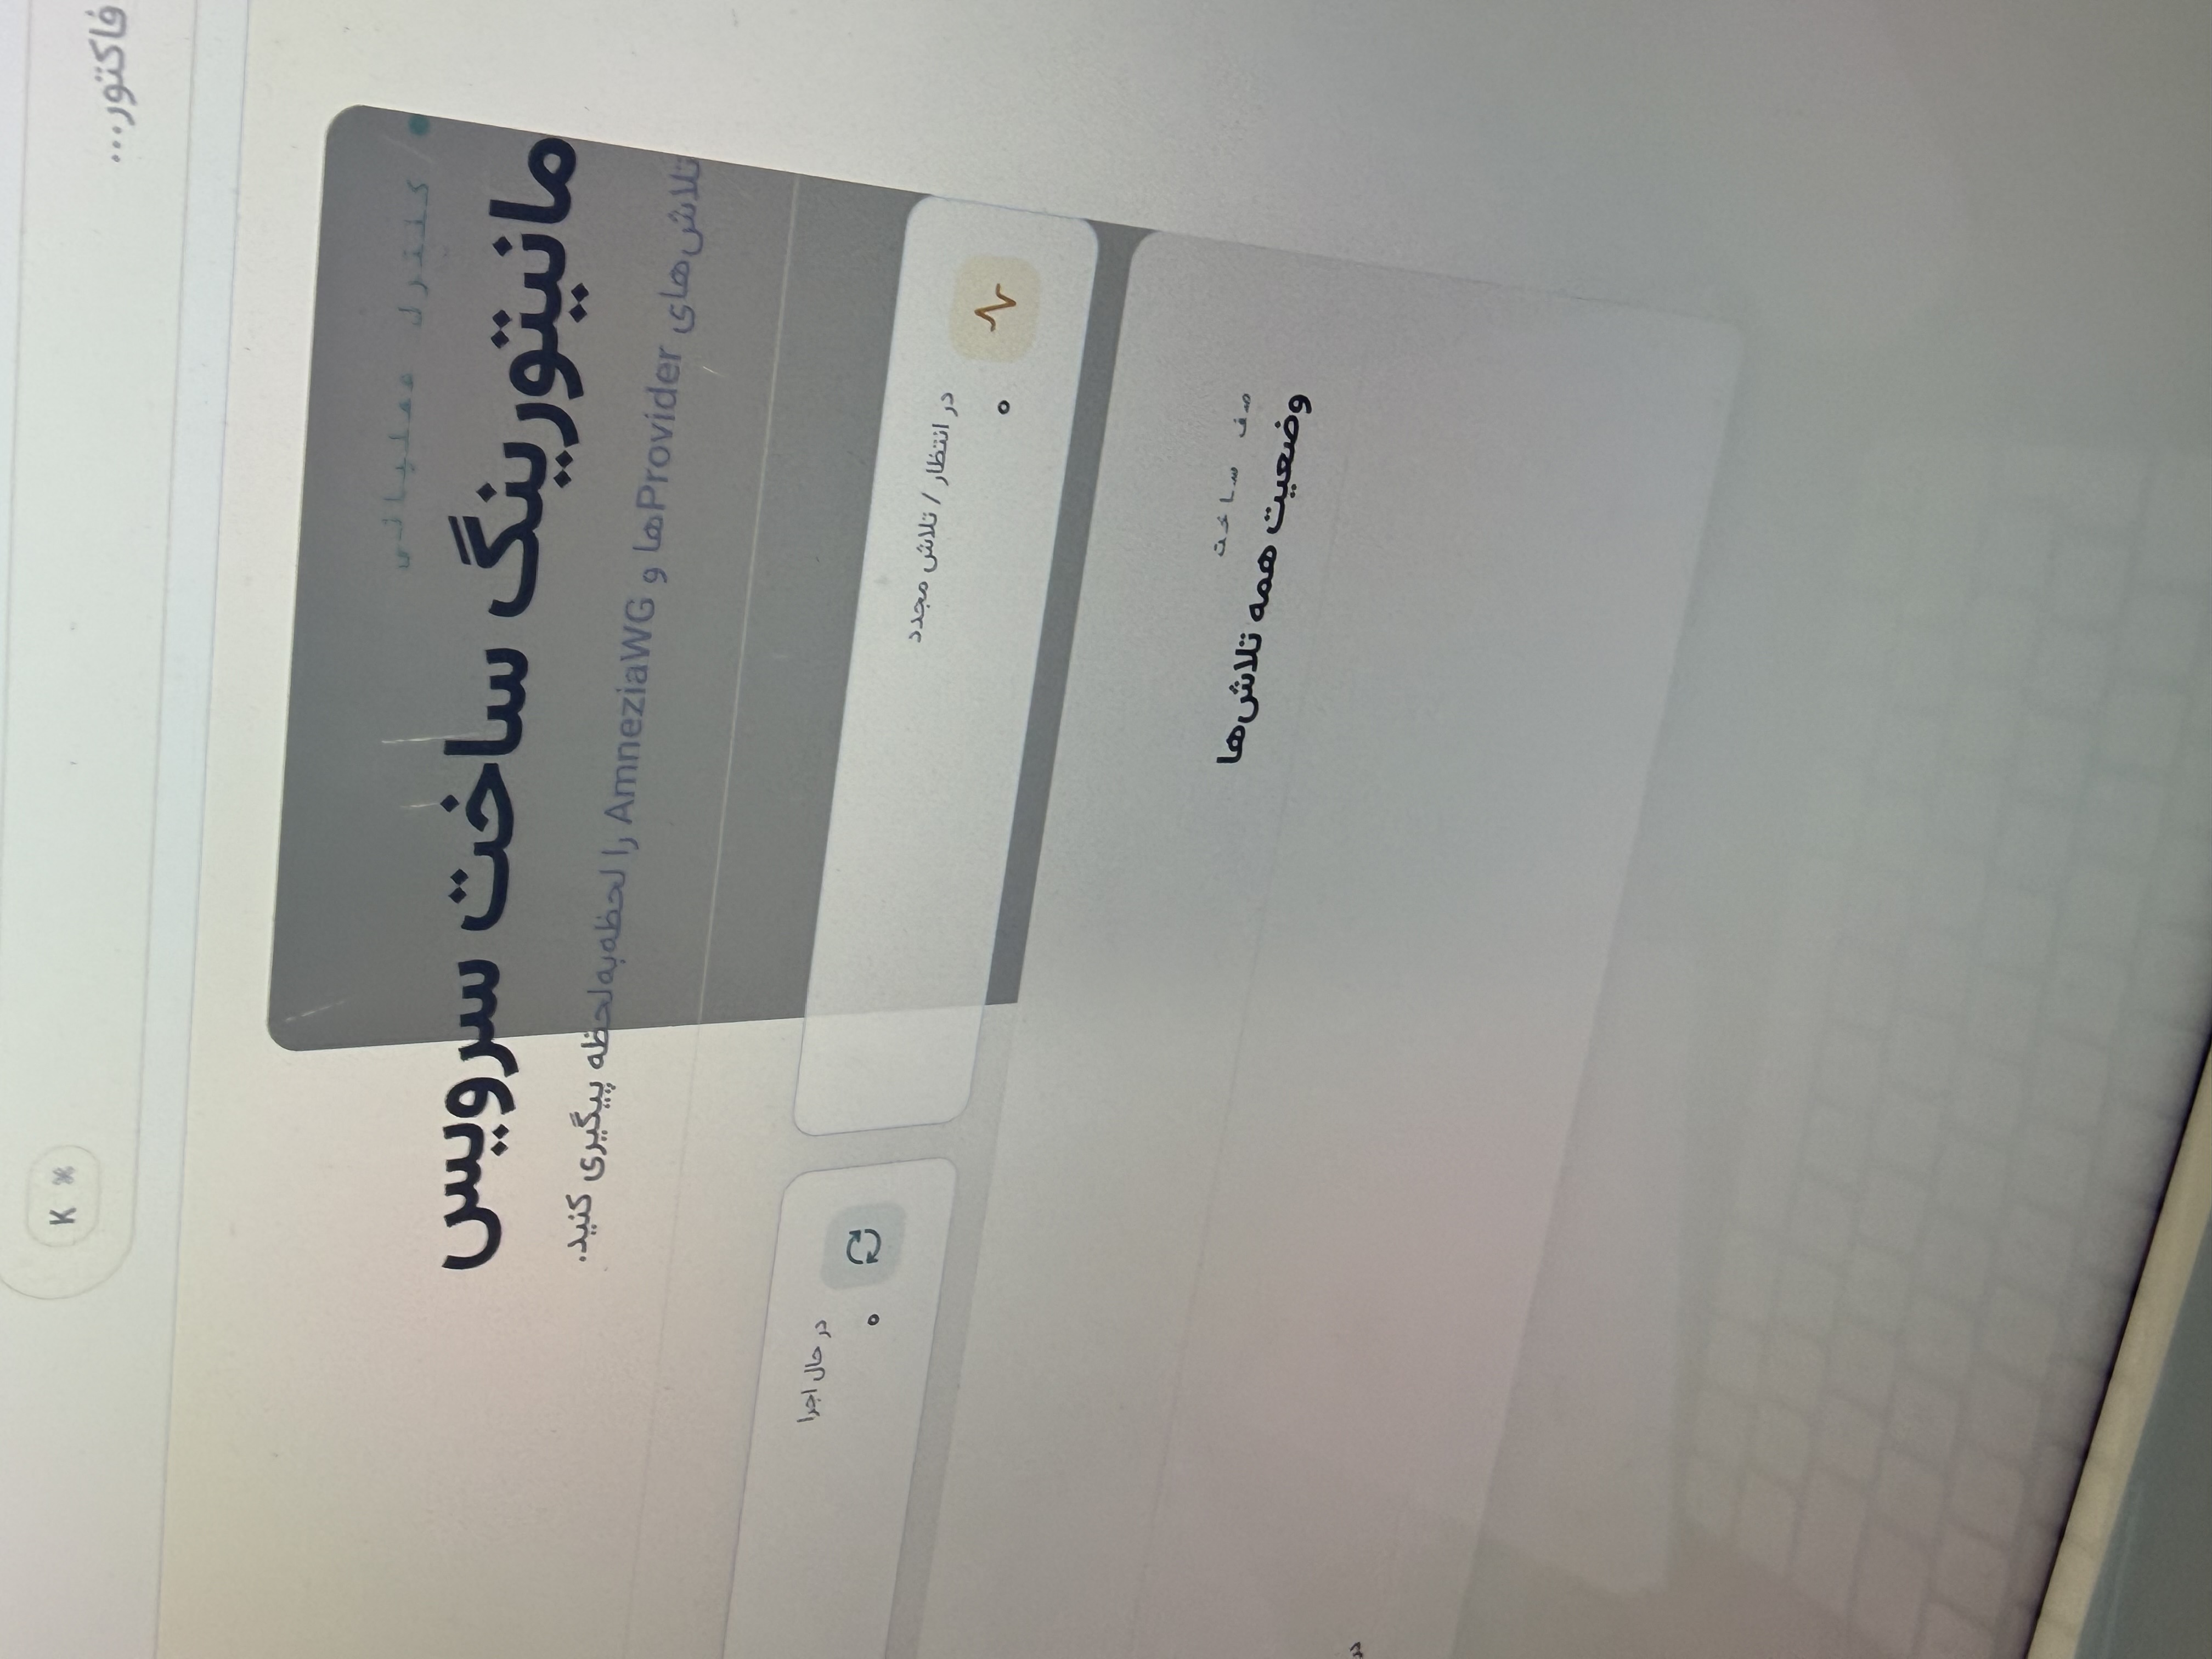 فاکتور...
⌘ K
کنترل عملیاتی
مانیتورینگ ساخت سرویس
تلاش‌های Providerها و AmneziaWG را لحظه‌به‌لحظه پیگیری کنید.
در انتظار / تلاش مجدد
۰
در حال اجرا
۰
صف ساخت
وضعیت همه تلاش‌ها
در